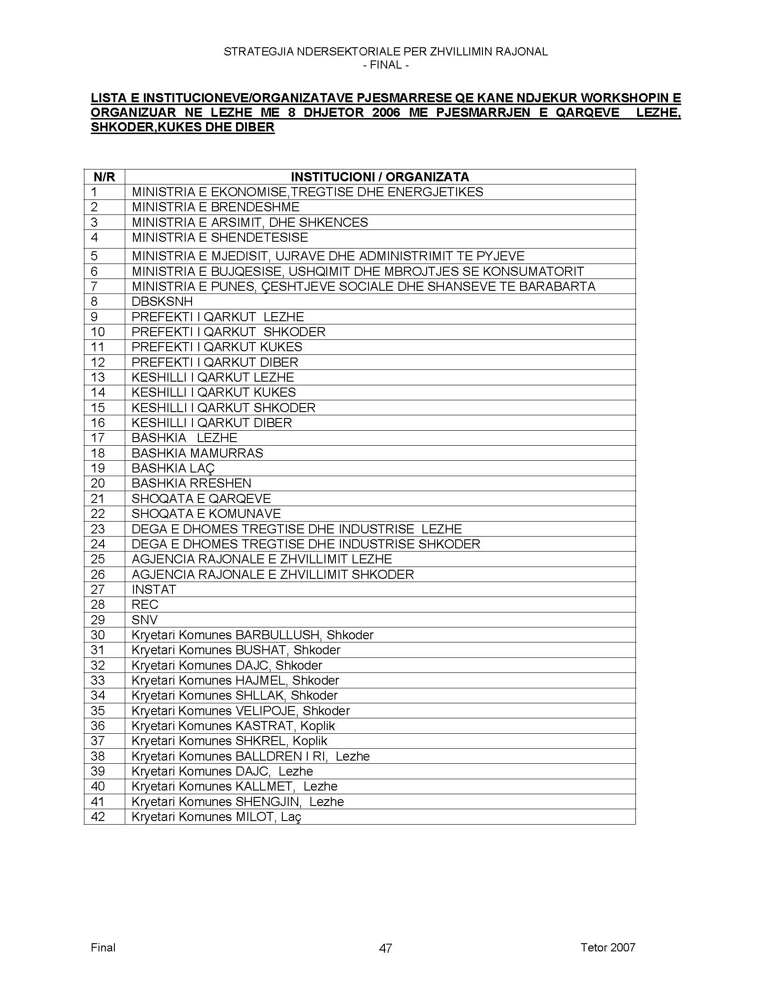 STRATEGJIA NDERSEKTORIALE PER ZHVILLIMIN RAJONAL
- FINAL -
LISTA E INSTITUCIONEVE/ORGANIZATAVE PJESMARRESE QE KANE NDJEKUR WORKSHOPIN E
ORGANIZUAR NE LEZHE ME 8 DHJETOR 2006 ME PJESMARRJEN E QARQEVE LEZHE,
SHKODER,KUKES DHE DIBER
N/R INSTITUCIONI / ORGANIZATA
1 MINISTRIA E EKONOMISE,TREGTISE DHE ENERGJETIKES
2 MINISTRIA E BRENDESHME
3 MINISTRIA E ARSIMIT, DHE SHKENCES
4 MINISTRIA E SHENDETESISE
5 MINISTRIA E MJEDISIT, UJRAVE DHE ADMINISTRIMIT TE PYJEVE
6 MINISTRIA E BUJQESISE, USHQIMIT DHE MBROJTJES SE KONSUMATORIT
7 MINISTRIA E PUNES, ÇESHTJEVE SOCIALE DHE SHANSEVE TE BARABARTA
8 DBSKSNH
9 PREFEKTI I QARKUT LEZHE
10 PREFEKTI I QARKUT SHKODER
11 PREFEKTI I QARKUT KUKES
12 PREFEKTI I QARKUT DIBER
13 KESHILLI I QARKUT LEZHE
14 KESHILLI I QARKUT KUKES
15 KESHILLI I QARKUT SHKODER
16 KESHILLI I QARKUT DIBER
17 BASHKIA LEZHE
18 BASHKIA MAMURRAS
19 BASHKIA LAÇ
20 BASHKIA RRESHEN
21 SHOQATA E QARQEVE
22 SHOQATA E KOMUNAVE
23 DEGA E DHOMES TREGTISE DHE INDUSTRISE LEZHE
24 DEGA E DHOMES TREGTISE DHE INDUSTRISE SHKODER
25 AGJENCIA RAJONALE E ZHVILLIMIT LEZHE
26 AGJENCIA RAJONALE E ZHVILLIMIT SHKODER
27 INSTAT
28 REC
29 SNV
30 Kryetari Komunes BARBULLUSH, Shkoder
31 Kryetari Komunes BUSHAT, Shkoder
32 Kryetari Komunes DAJC, Shkoder
33 Kryetari Komunes HAJMEL, Shkoder
34 Kryetari Komunes SHLLAK, Shkoder
35 Kryetari Komunes VELIPOJE, Shkoder
36 Kryetari Komunes KASTRAT, Koplik
37 Kryetari Komunes SHKREL, Koplik
38 Kryetari Komunes BALLDREN I RI, Lezhe
39 Kryetari Komunes DAJC, Lezhe
40 Kryetari Komunes KALLMET, Lezhe
41 Kryetari Komunes SHENGJIN, Lezhe
42 Kryetari Komunes MILOT, Laç
Final 47 Tetor 2007